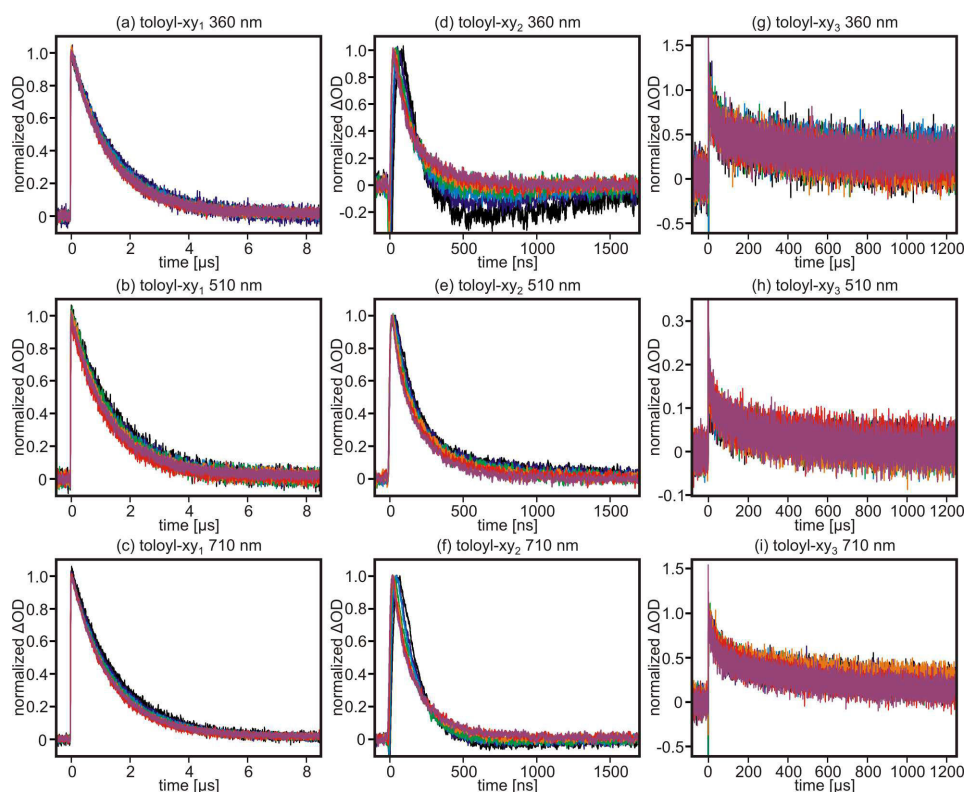 (a) toloyl-xy₁ 360 nm
normalized ΔOD
1.0
0.8
0.6
0.4
0.2
0
0 2 4 6 8
time [µs]
(d) toloyl-xy₂ 360 nm
normalized ΔOD
1.0
0.8
0.6
0.4
0.2
0
-0.2
0 500 1000 1500
time [ns]
(g) toloyl-xy₃ 360 nm
normalized ΔOD
1.5
1.0
0.5
0
-0.5
0 200 400 600 800 1000 1200
time [µs]
(b) toloyl-xy₁ 510 nm
normalized ΔOD
1.0
0.8
0.6
0.4
0.2
0
0 2 4 6 8
time [µs]
(e) toloyl-xy₂ 510 nm
normalized ΔOD
1.0
0.8
0.6
0.4
0.2
0
0 500 1000 1500
time [ns]
(h) toloyl-xy₃ 510 nm
normalized ΔOD
0.3
0.2
0.1
0
-0.1
0 200 400 600 800 1000 1200
time [µs]
(c) toloyl-xy₁ 710 nm
normalized ΔOD
1.0
0.8
0.6
0.4
0.2
0
0 2 4 6 8
time [µs]
(f) toloyl-xy₂ 710 nm
normalized ΔOD
1.0
0.8
0.6
0.4
0.2
0
0 500 1000 1500
time [ns]
(i) toloyl-xy₃ 710 nm
normalized ΔOD
1.5
1.0
0.5
0
-0.5
0 200 400 600 800 1000 1200
time [µs]